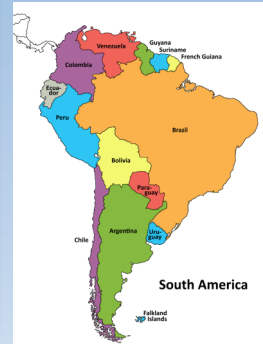 Guyana
Suriname
French Guiana
Venezuela
Colombia
Ecua-
dor
Peru
Brazil
Bolivia
Para-
guay
Chile
Argentina
Uru-
guay
South America
Falkland
Islands